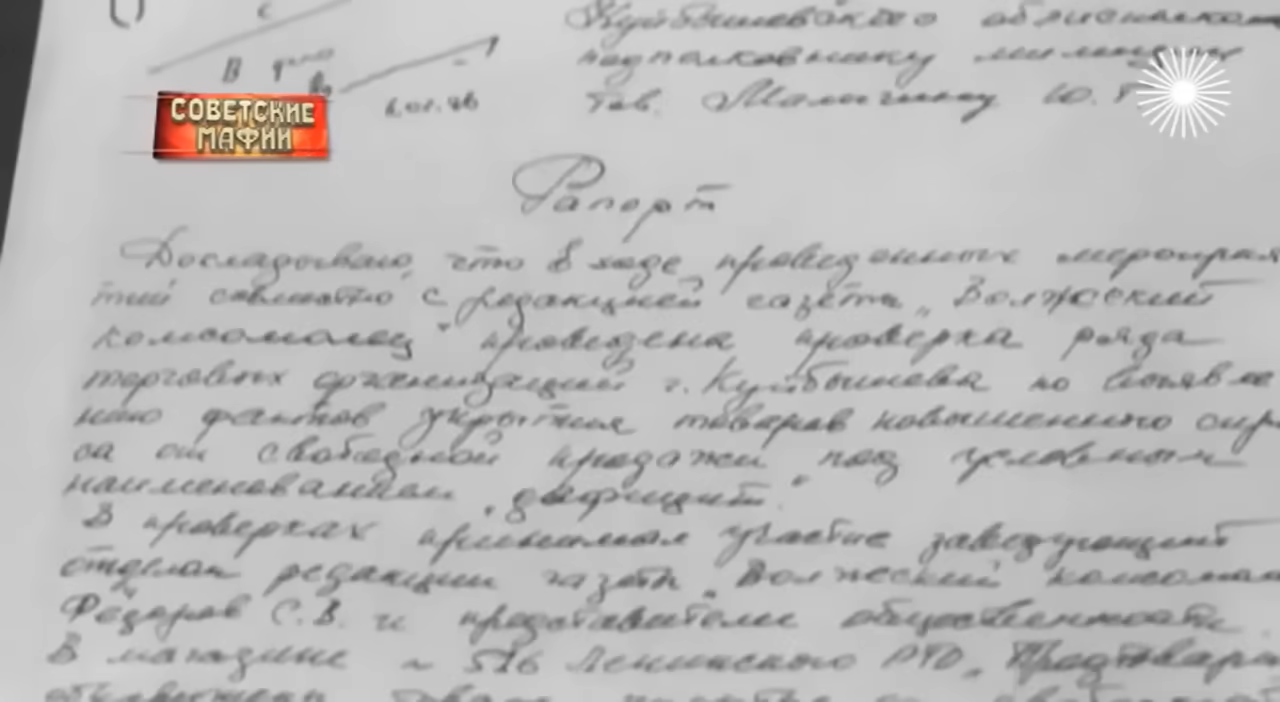 Куйбышевского облисполкома
подполковнику милиции
тов. Малигину Ю.
В дело
6.01.86
СОВЕТСКИЕ
МАФИИ
Рапорт
Докладываю, что в ходе проведенных мероприя
тий совместно с редакцией газеты „Волжский
комсомолец" проведена проверка ряда
торговых организаций г. Куйбышева по выявле
нию фактов укрытия товаров повышенного спро
са от свободной продажи под условным
наименованием „дефицит".
В проверках принимал участие заведующий
отделом редакции газеты „Волжский комсомол
Федоров С.В. и представители общественности.
В магазине № 516 Ленинского РПО „Продтовары